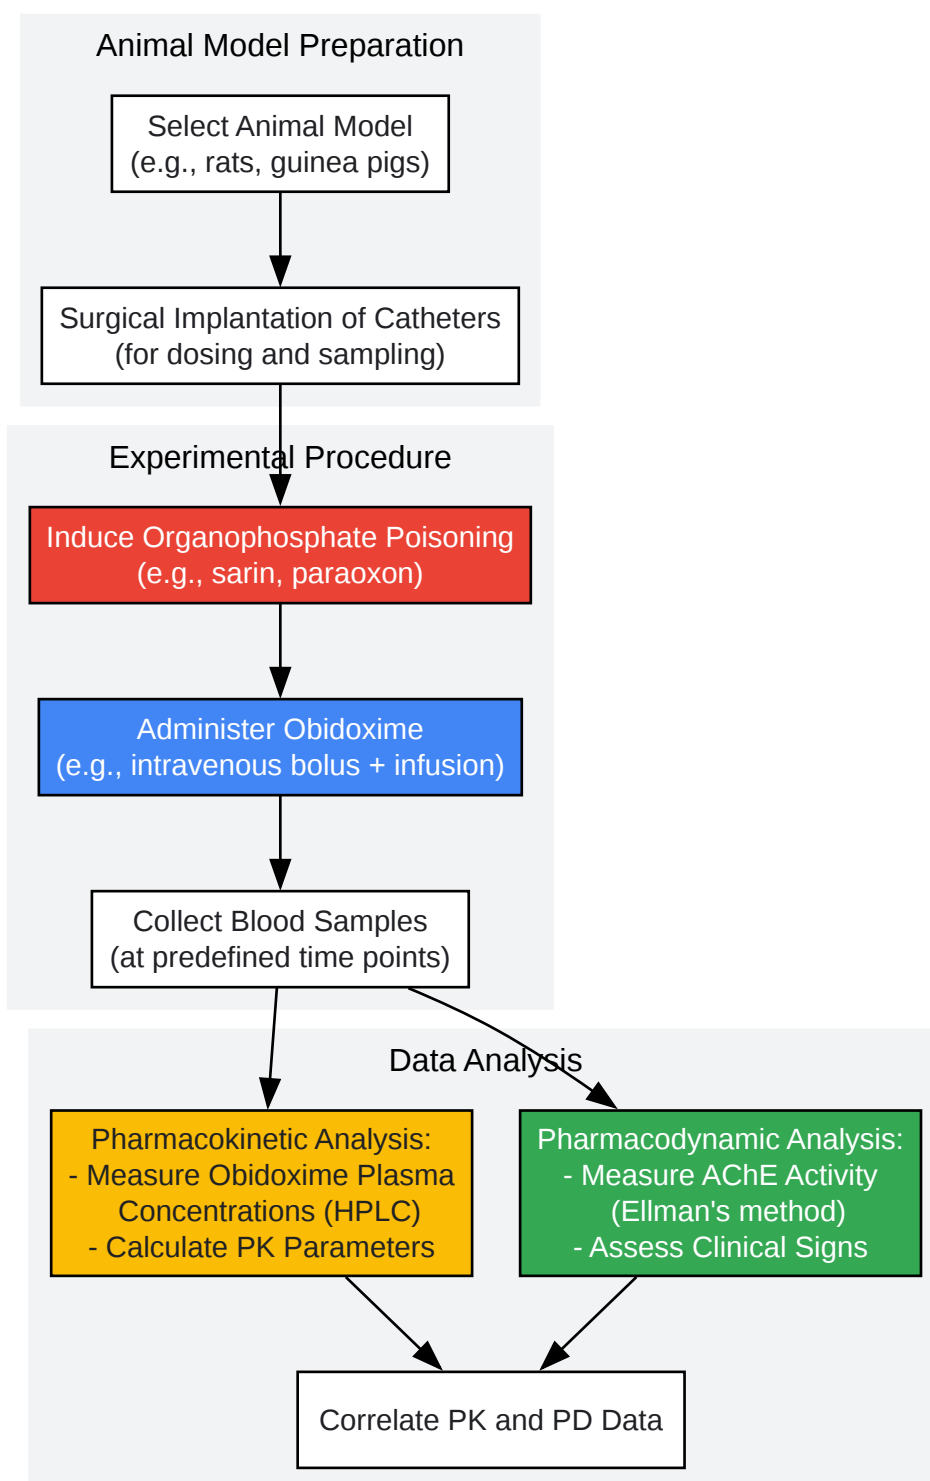 Animal Model Preparation
Select Animal Model
(e.g., rats, guinea pigs)
Surgical Implantation of Catheters
(for dosing and sampling)
Experimental Procedure
Induce Organophosphate Poisoning
(e.g., sarin, paraoxon)
Administer Obidoxime
(e.g., intravenous bolus + infusion)
Collect Blood Samples
(at predefined time points)
Data Analysis
Pharmacokinetic Analysis:
- Measure Obidoxime Plasma
Concentrations (HPLC)
- Calculate PK Parameters
Pharmacodynamic Analysis:
- Measure AChE Activity
(Ellman's method)
- Assess Clinical Signs
Correlate PK and PD Data